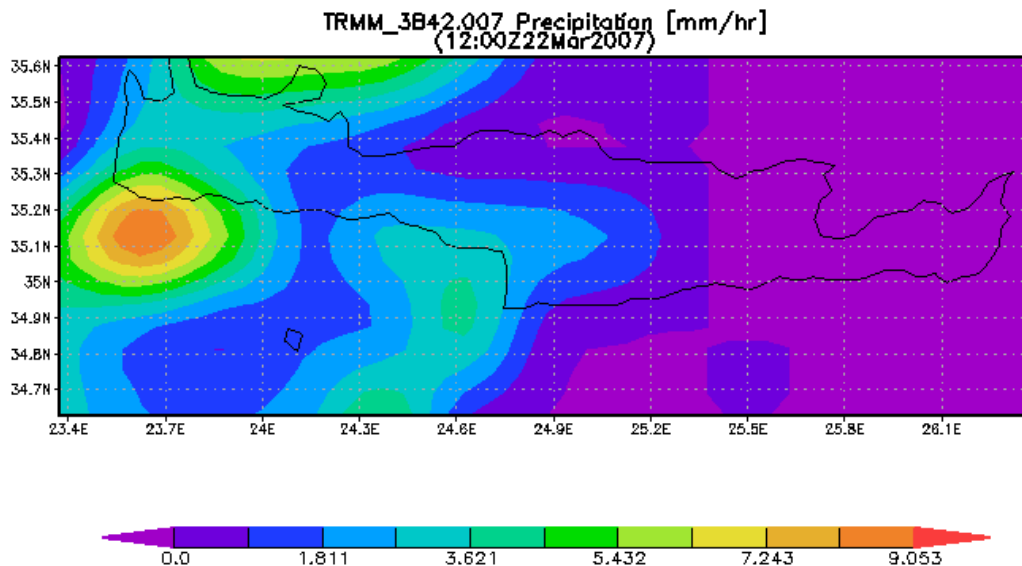 TRMM_3B42.007 Precipitation [mm/hr]
(12:00Z22Mar2007)
35.6N
35.5N
35.4N
35.3N
35.2N
35.1N
35N
34.9N
34.8N
34.7N
23.4E 23.7E 24E 24.3E 24.6E 24.9E 25.2E 25.5E 25.8E 26.1E
0.0 1.811 3.621 5.432 7.243 9.053